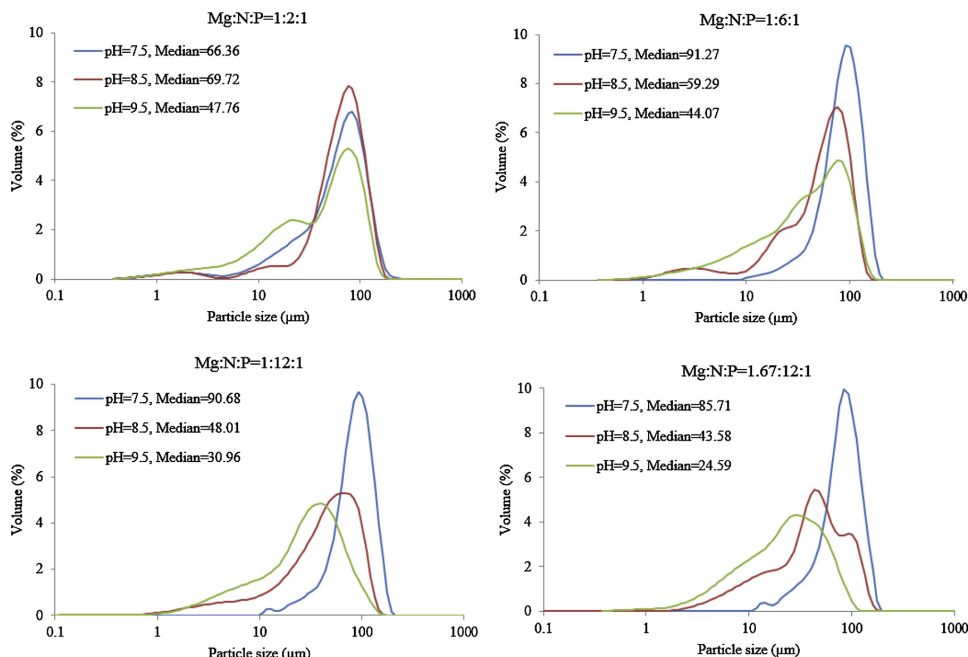 Mg:N:P=1:2:1
10
8
6
4
2
0
Volume (%)
pH=7.5, Median=66.36
pH=8.5, Median=69.72
pH=9.5, Median=47.76
0.1 1 10 100 1000
Particle size (µm)
Mg:N:P=1:6:1
10
8
6
4
2
0
Volume (%)
pH=7.5, Median=91.27
pH=8.5, Median=59.29
pH=9.5, Median=44.07
0.1 1 10 100 1000
Particle size (µm)
Mg:N:P=1:12:1
10
8
6
4
2
0
Volume (%)
pH=7.5, Median=90.68
pH=8.5, Median=48.01
pH=9.5, Median=30.96
0.1 1 10 100 1000
Particle size (µm)
Mg:N:P=1.67:12:1
10
8
6
4
2
0
Volume (%)
pH=7.5, Median=85.71
pH=8.5, Median=43.58
pH=9.5, Median=24.59
0.1 1 10 100 1000
Particle size (µm)